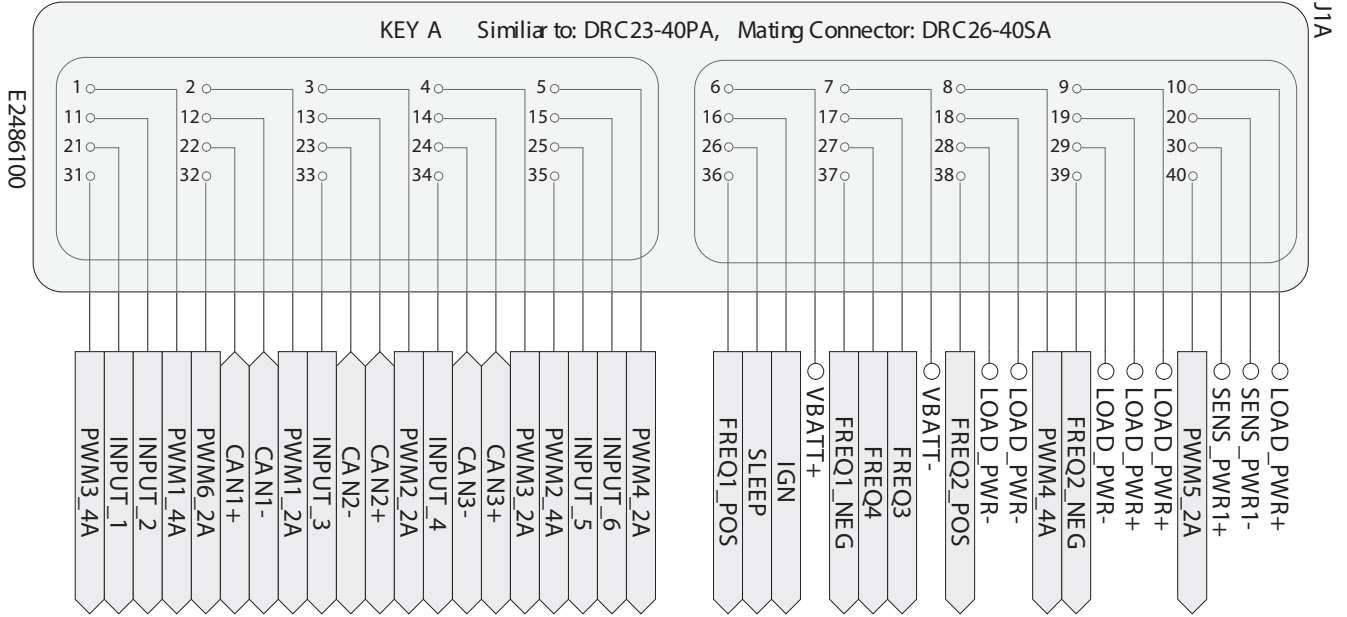 J1A
KEY A Similiar to: DRC23-40PA, Mating Connector: DRC26-40SA
E2486100
1 2 3 4 5 6 7 8 9 10
11 12 13 14 15 16 17 18 19 20
21 22 23 24 25 26 27 28 29 30
31 32 33 34 35 36 37 38 39 40
PWM3_4A
INPUT_1
INPUT_2
PWM1_4A
PWM6_2A
CAN1+
CAN1-
PWM1_2A
INPUT_3
CAN2-
CAN2+
PWM2_2A
INPUT_4
CAN3-
CAN3+
PWM3_2A
PWM2_4A
INPUT_5
INPUT_6
PWM4_2A
FREQ1_POS
SLEEP
IGN
VBATT+
FREQ1_NEG
FREQ4
FREQ3
VBATT-
FREQ2_POS
LOAD_PWR-
LOAD_PWR-
PWM4_4A
FREQ2_NEG
LOAD_PWR-
LOAD_PWR+
LOAD_PWR+
PWM5_2A
SENS_PWR1+
SENS_PWR1-
LOAD_PWR+